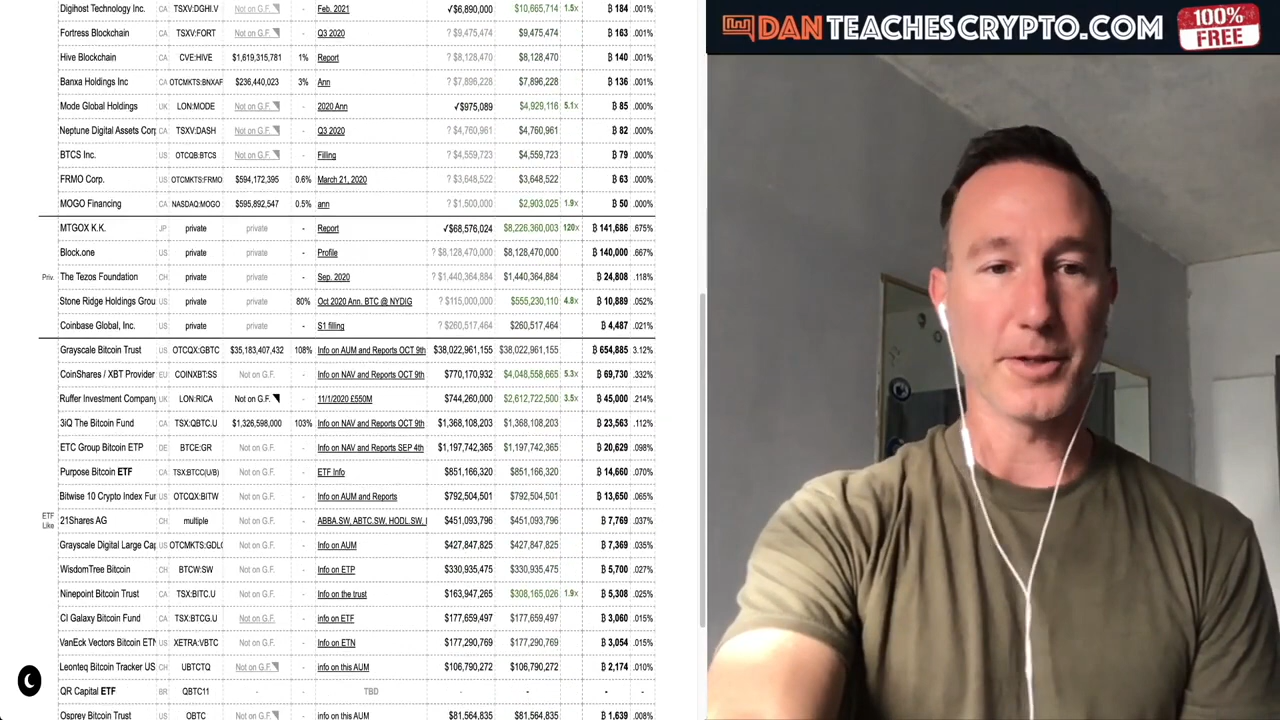 Digihost Technology Inc. CA TSXV:DGHI.V Not on G.F. - Feb. 2021 ✓$6,890,000 $10,665,714 1.5x ₿ 184 .001%
Fortress Blockchain CA TSXV:FORT Not on G.F. - Q3 2020 ? $9,475,474 $9,475,474 ₿ 163 .001%
Hive Blockchain CA CVE:HIVE $1,619,315,781 1% Report ? $8,128,470 $8,128,470 ₿ 140 .001%
Banxa Holdings Inc CA OTCMKTS:BNXAF $236,440,023 3% Ann ? $7,896,228 $7,896,228 ₿ 136 .001%
Mode Global Holdings UK LON:MODE Not on G.F. - 2020 Ann ✓$975,089 $4,929,116 5.1x ₿ 85 .000%
Neptune Digital Assets Corp CA TSXV:DASH Not on G.F. - Q3 2020 ? $4,760,961 $4,760,961 ₿ 82 .000%
BTCS Inc. US OTCQB:BTCS Not on G.F. - Filling ? $4,559,723 $4,559,723 ₿ 79 .000%
FRMO Corp. US OTCMKTS:FRMO $594,172,395 0.6% March 21, 2020 ? $3,648,522 $3,648,522 ₿ 63 .000%
MOGO Financing CA NASDAQ:MOGO $595,892,547 0.5% ann ? $1,500,000 $2,903,025 1.9x ₿ 50 .000%
MTGOX K.K. JP private private - Report ✓$68,576,024 $8,226,360,003 120x ₿ 141,686 .675%
Block.one US private private - Profile ? $8,128,470,000 $8,128,470,000 ₿ 140,000 .667%
Priv. The Tezos Foundation CH private private - Sep. 2020 ? $1,440,364,884 $1,440,364,884 ₿ 24,808 .118%
Stone Ridge Holdings Grou US private private 80% Oct 2020 Ann. BTC @ NYDIG ? $115,000,000 $555,230,110 4.8x ₿ 10,889 .052%
Coinbase Global, Inc. US private private - S1 filling ? $260,517,464 $260,517,464 ₿ 4,487 .021%
Grayscale Bitcoin Trust US OTCQX:GBTC $35,183,407,432 108% Info on AUM and Reports OCT 9th $38,022,961,155 $38,022,961,155 ₿ 654,885 3.12%
CoinShares / XBT Provider EU COINXBT:SS Not on G.F. - Info on NAV and Reports OCT 9th $770,170,932 $4,048,558,665 5.3x ₿ 69,730 .332%
Ruffer Investment Company UK LON:RICA Not on G.F. - 11/1/2020 £550M $744,260,000 $2,612,722,500 3.5x ₿ 45,000 .214%
3iQ The Bitcoin Fund CA TSX:QBTC.U $1,326,598,000 103% Info on NAV and Reports OCT 9th $1,368,108,203 $1,368,108,203 ₿ 23,563 .112%
ETC Group Bitcoin ETP DE BTCE:GR Not on G.F. - Info on NAV and Reports SEP 4th $1,197,742,365 $1,197,742,365 ₿ 20,629 .098%
Purpose Bitcoin ETF CA TSX:BTCC(U/B) Not on G.F. - ETF Info $851,166,320 $851,166,320 ₿ 14,660 .070%
Bitwise 10 Crypto Index Fun US OTCQX:BITW Not on G.F. - Info on AUM and Reports $792,504,501 $792,504,501 ₿ 13,650 .065%
ETF Like 21Shares AG CH multiple Not on G.F. - ABBA.SW, ABTC.SW, HODL.SW, $451,093,796 $451,093,796 ₿ 7,769 .037%
Grayscale Digital Large Cap US OTCMKTS:GDLC Not on G.F. - Info on AUM $427,847,825 $427,847,825 ₿ 7,369 .035%
WisdomTree Bitcoin CH BTCW:SW Not on G.F. - Info on ETP $330,935,475 $330,935,475 ₿ 5,700 .027%
Ninepoint Bitcoin Trust CA TSX:BITC.U Not on G.F. - Info on the trust $163,947,265 $308,165,026 1.9x ₿ 5,308 .025%
CI Galaxy Bitcoin Fund CA TSX:BTCG.U Not on G.F. - info on ETF $177,659,497 $177,659,497 ₿ 3,060 .015%
VanEck Vectors Bitcoin ETN US XETRA:VBTC Not on G.F. - Info on ETN $177,290,769 $177,290,769 ₿ 3,054 .015%
Leonteq Bitcoin Tracker US CH UBTCTQ Not on G.F. - info on this AUM $106,790,272 $106,790,272 ₿ 2,174 .010%
QR Capital ETF BR QBTC11 - - TBD - - - -
Osprey Bitcoin Trust US OBTC Not on G.F. - info on this AUM $81,564,835 $81,564,835 ₿ 1,639 .008%
DANTEACHESCRYPTO.COM
100% FREE